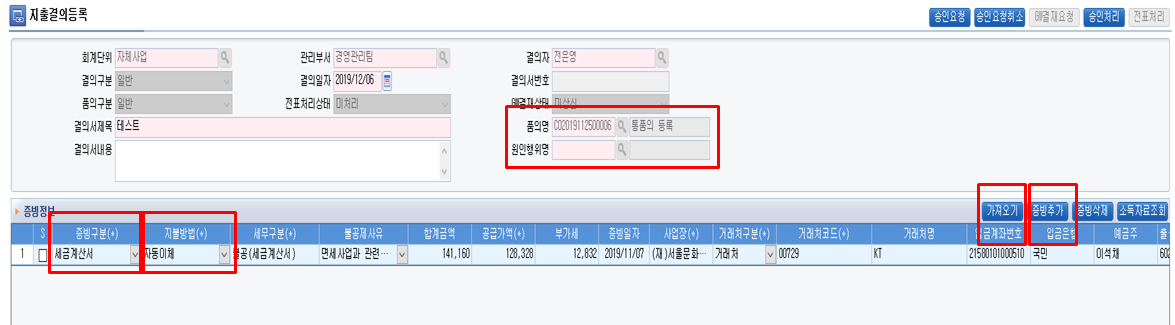 지출결의등록
승인요청 승인요청취소 승인처리 전표처리
회계단위 자체사업 관리부서 경영관리팀 결의자 전은영
결의구분 일반 결의일자 2019/12/06 결의서번호
품의구분 일반 전표처리상태 미처리 미상신
결의서제목 테스트 품의명 C02019112500006 통품의 등록
결의서내용 원인행위명
증빙정보 가져오기 증빙추가 증빙삭제 소득자료조회
S 증빙구분(+) 지불방법(+) 세무구분(+) 불공제사유 합계금액 공급가액(+) 부가세 증빙일자 사업장(+) 거래처구분(+) 거래처코드(+) 거래처명 입금계좌번호 입금은행 예금주
1 세금계산서 자동이체 불공(세금계산서) 면세사업과 관련… 141,160 128,328 12,832 2019/11/07 (재)서울문화… 거래처 00729 KT 21580101000510 국민 이석채 602